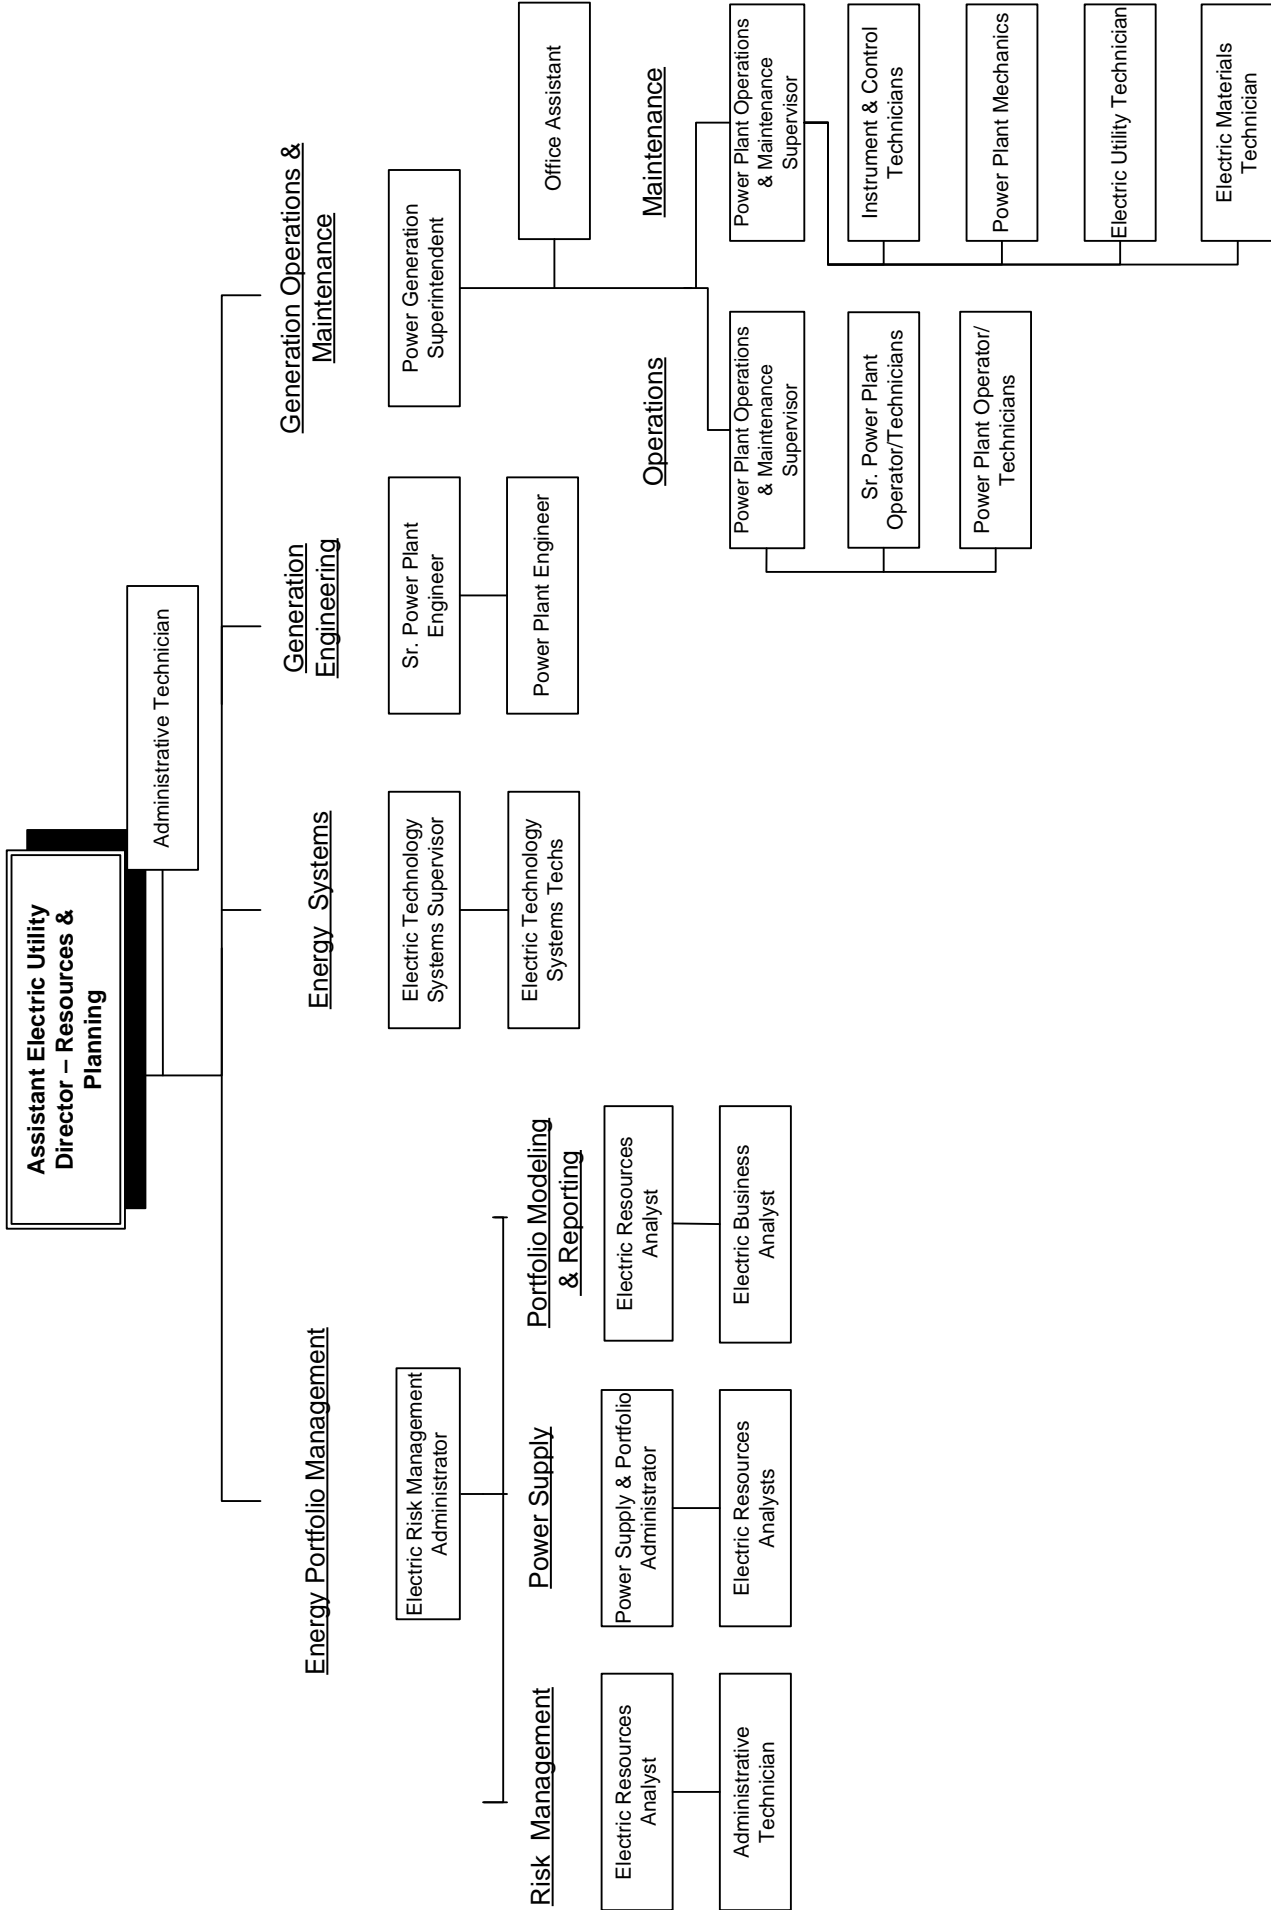 Assistant Electric Utility
Director – Resources &
Planning
Administrative Technician
Energy Portfolio Management
Electric Risk Management
Administrator
Risk  Management
Electric Resources
Analyst
Administrative
Technician
Power Supply
Power Supply & Portfolio
Administrator
Electric Resources
Analysts
Portfolio Modeling
& Reporting
Electric Resources
Analyst
Electric Business
Analyst
Energy  Systems
Electric Technology
Systems Supervisor
Electric Technology
Systems Techs
Generation
Engineering
Sr. Power Plant
Engineer
Power Plant Engineer
Generation Operations &
Maintenance
Power Generation
Superintendent
Office Assistant
Operations
Power Plant Operations
& Maintenance
Supervisor
Sr. Power Plant
Operator/Technicians
Power Plant Operator/
Technicians
Maintenance
Power Plant Operations
& Maintenance
Supervisor
Instrument & Control
Technicians
Power Plant Mechanics
Electric Utility Technician
Electric Materials
Technician